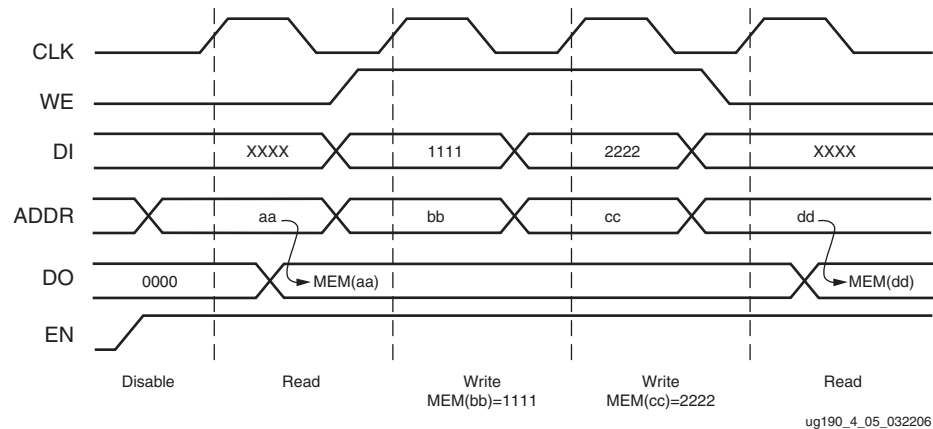 CLK
WE
DI XXXX 1111 2222 XXXX
ADDR aa bb cc dd
DO 0000 MEM(aa) MEM(dd)
EN
Disable Read Write Write Read
MEM(bb)=1111 MEM(cc)=2222
ug190_4_05_032206